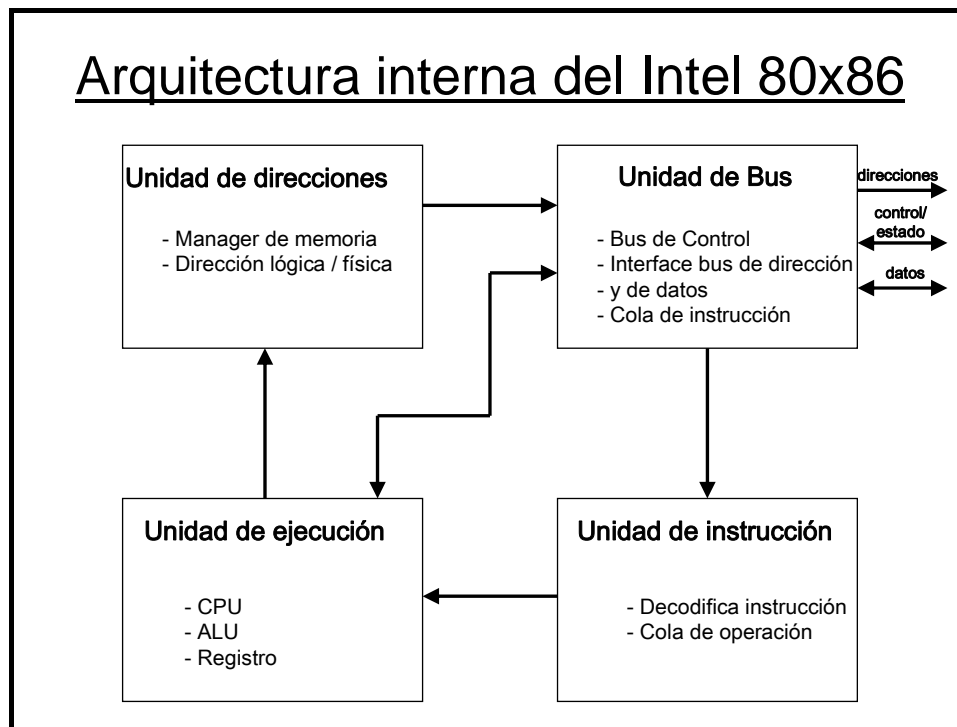 Arquitectura interna del Intel 80x86
Unidad de direcciones
- Manager de memoria
- Dirección lógica / física
Unidad de Bus
- Bus de Control
- Interface bus de dirección
- y de datos
- Cola de instrucción
direcciones
control/
estado
datos
Unidad de ejecución
- CPU
- ALU
- Registro
Unidad de instrucción
- Decodifica instrucción
- Cola de operación